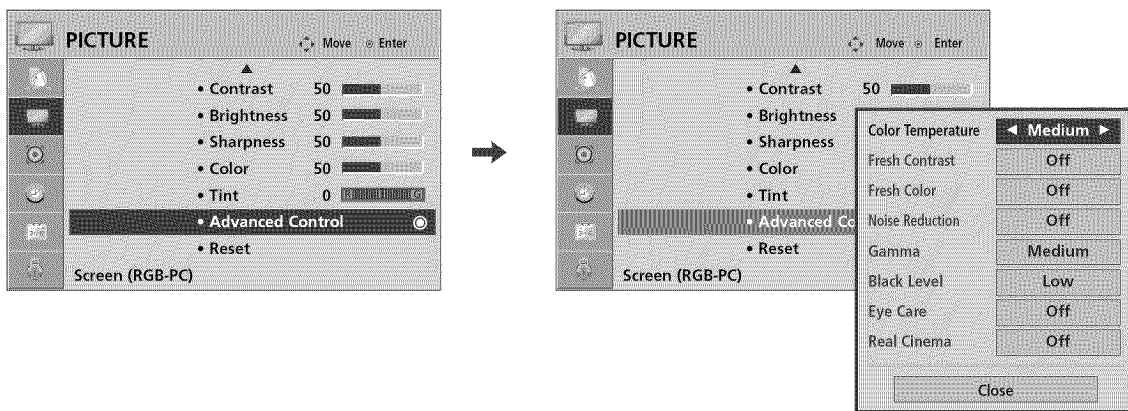 PICTURE Move Enter
• Contrast 50
• Brightness 50
• Sharpness 50
• Color 50
• Tint 0 R G
• Advanced Control
• Reset
Screen (RGB-PC)
PICTURE Move Enter
• Contrast 50
• Brightness
• Sharpness
• Color
• Tint
• Advanced Co
• Reset
Screen (RGB-PC)
Color Temperature ◄ Medium ►
Fresh Contrast Off
Fresh Color Off
Noise Reduction Off
Gamma Medium
Black Level Low
Eye Care Off
Real Cinema Off
Close